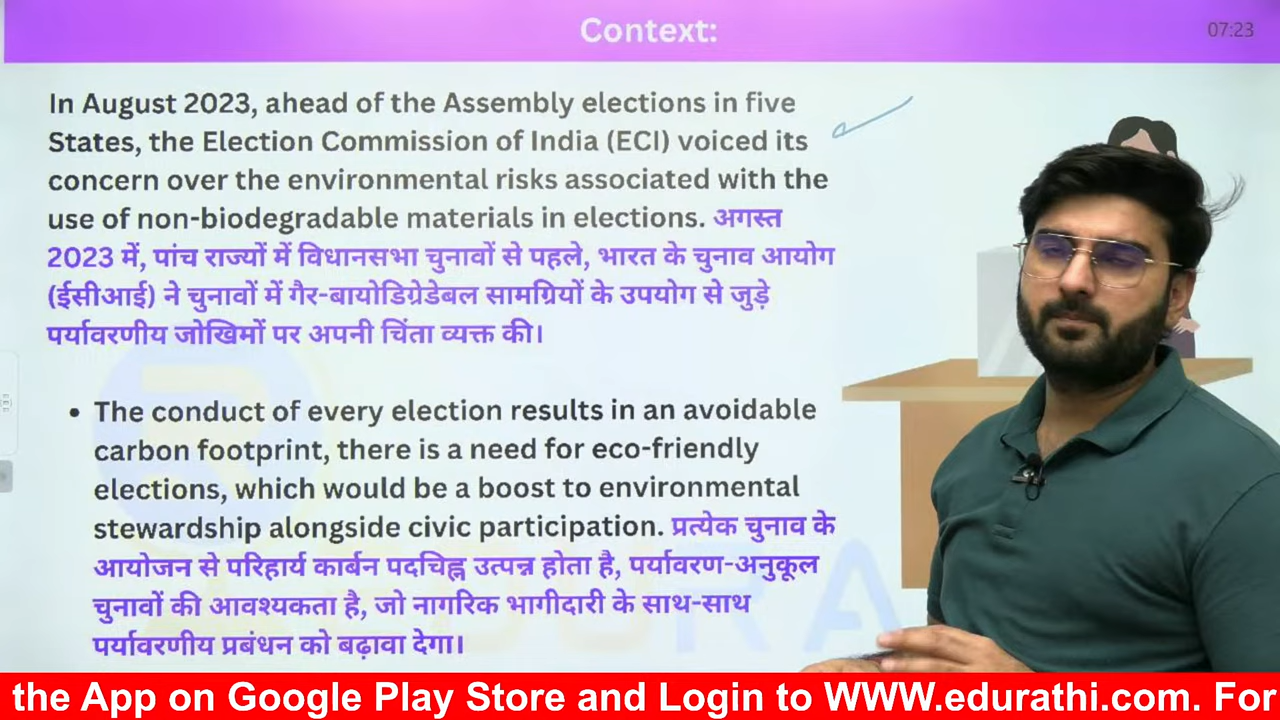 Context:
07:23
In August 2023, ahead of the Assembly elections in five
States, the Election Commission of India (ECI) voiced its
concern over the environmental risks associated with the
use of non-biodegradable materials in elections. अगस्त
2023 में, पांच राज्यों में विधानसभा चुनावों से पहले, भारत के चुनाव आयोग
(ईसीआई) ने चुनावों में गैर-बायोडिग्रेडेबल सामग्रियों के उपयोग से जुड़े
पर्यावरणीय जोखिमों पर अपनी चिंता व्यक्त की।
• The conduct of every election results in an avoidable
carbon footprint, there is a need for eco-friendly
elections, which would be a boost to environmental
stewardship alongside civic participation. प्रत्येक चुनाव के
आयोजन से परिहार्य कार्बन पदचिह्न उत्पन्न होता है, पर्यावरण-अनुकूल
चुनावों की आवश्यकता है, जो नागरिक भागीदारी के साथ-साथ
पर्यावरणीय प्रबंधन को बढ़ावा देगा।
the App on Google Play Store and Login to WWW.edurathi.com. For